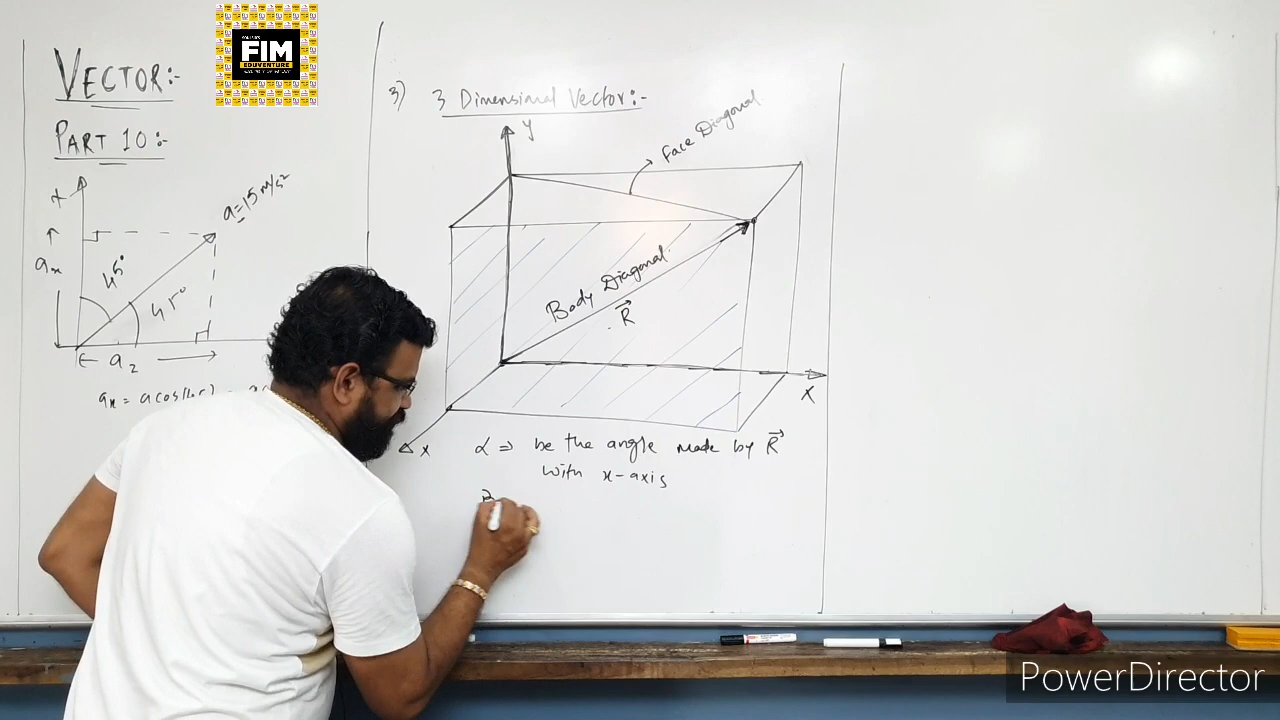 VECTOR:-
PART 10:-
a=15 m/s²
aₓ
45°
45°
a₂
3) 3 Dimensional Vector:-
Y
Face Diagonal
Body Diagonal
R⃗
X
X
α ⇒ be the angle made by R⃗
with x-axis
FIM
EDUVENTURE
PowerDirector